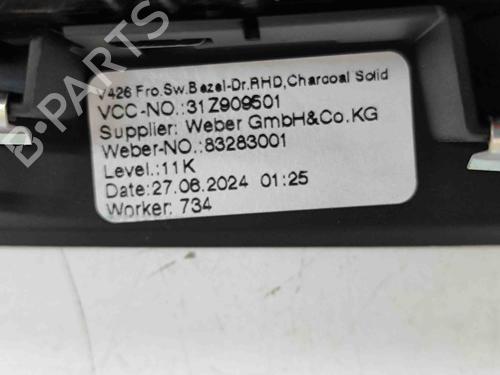 V426 Fro.Sw.Bezel-Dr.RHD,Charcoal Solid
VCC-NO.:31Z909501
Supplier: Weber GmbH&Co.KG
Weber-NO.:83283001
Level.:11K
Date:27.06.2024 01:25
Worker: 734